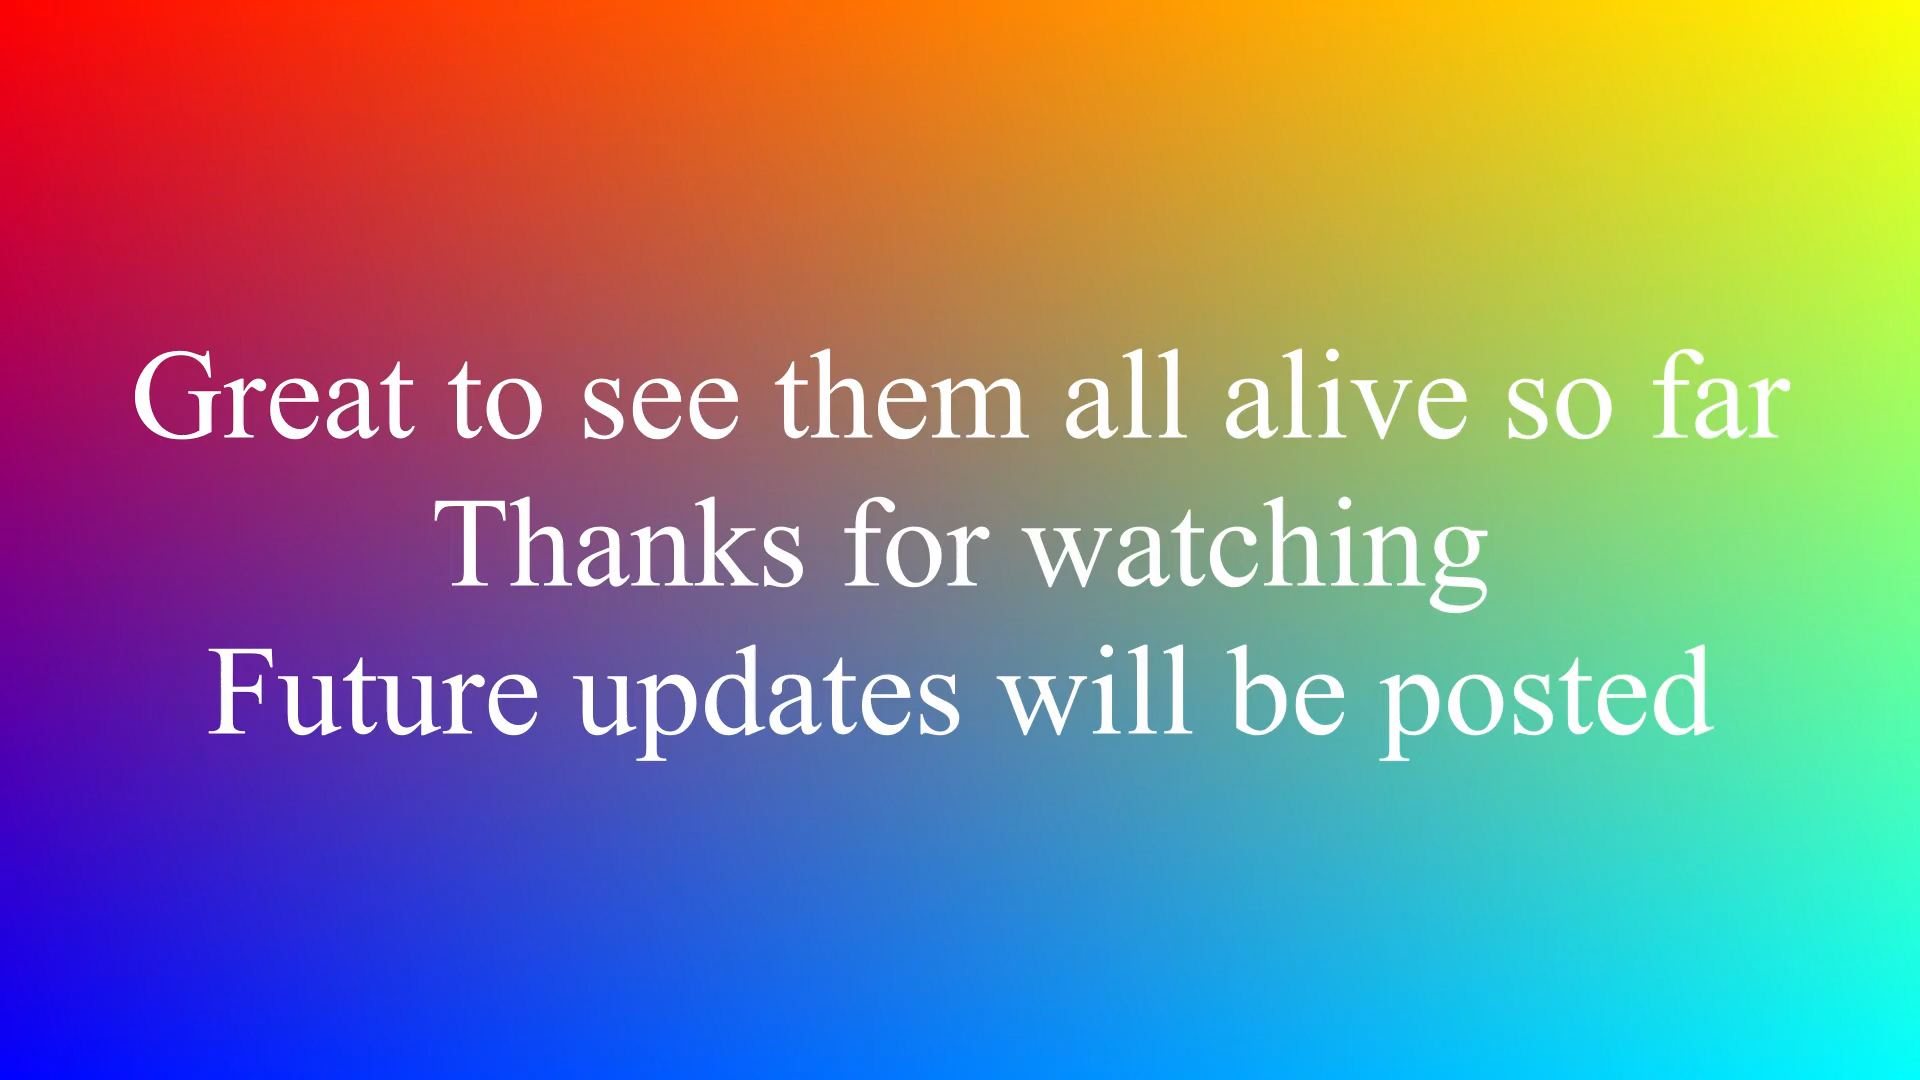 Great to see them all alive so far
Thanks for watching
Future updates will be posted